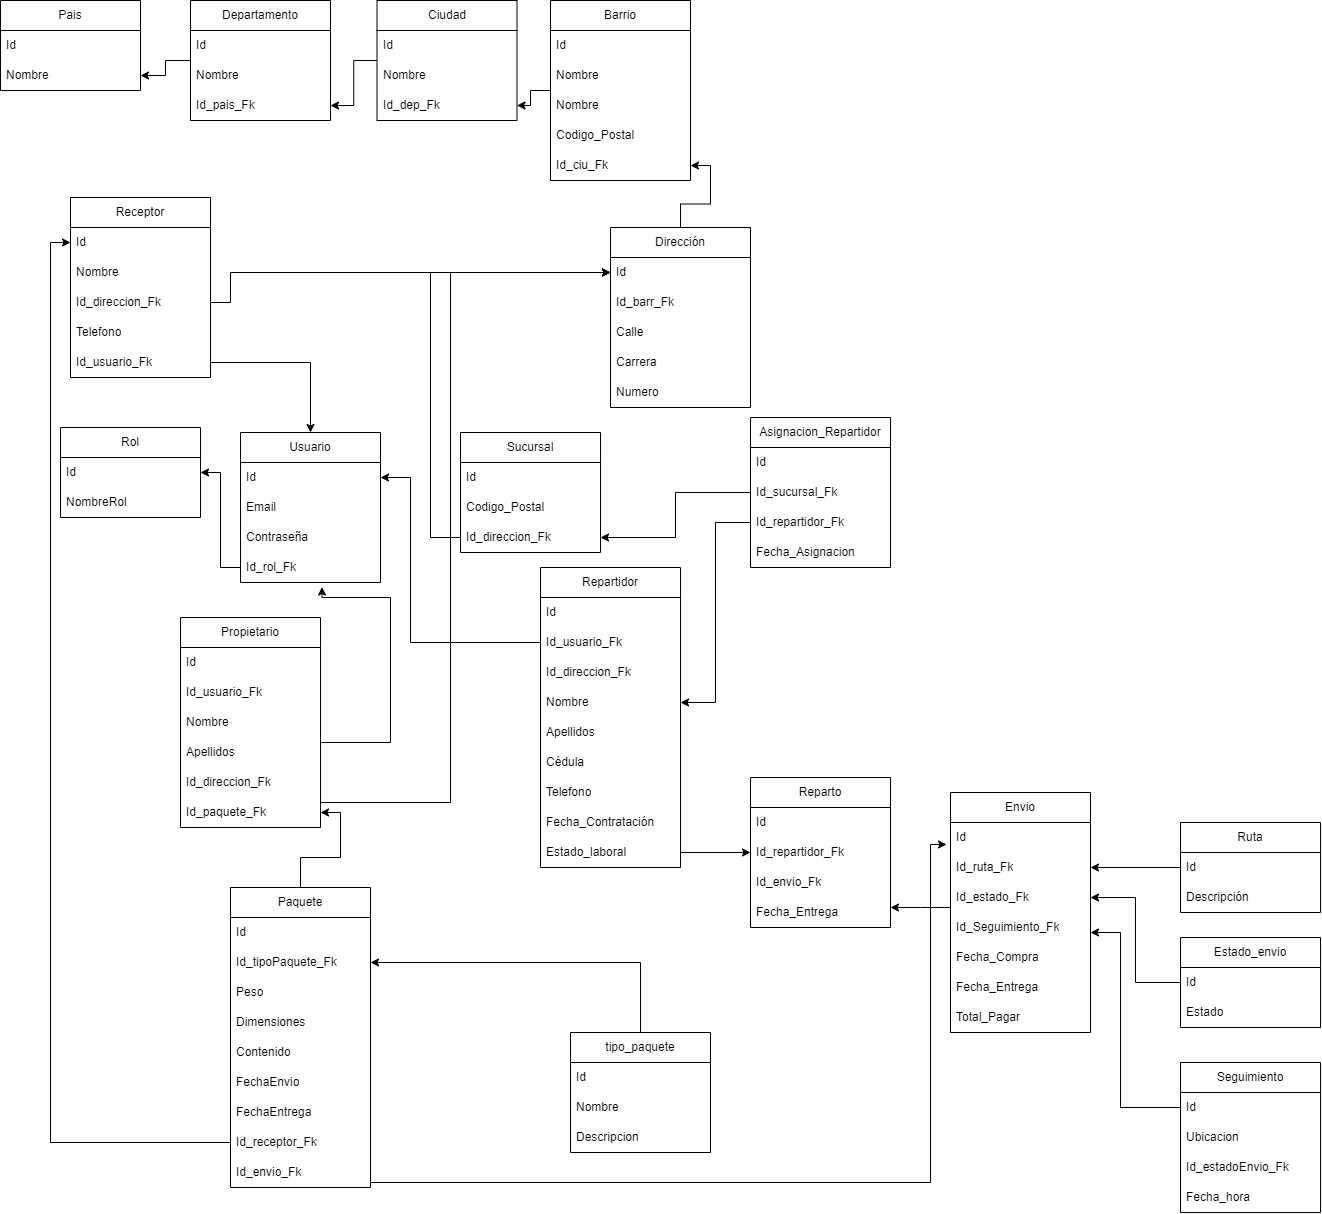 Pais
Id
Nombre
Departamento
Id
Nombre
Id_pais_Fk
Ciudad
Id
Nombre
Id_dep_Fk
Barrio
Id
Nombre
Nombre
Codigo_Postal
Id_ciu_Fk
Receptor
Id
Nombre
Id_direccion_Fk
Telefono
Id_usuario_Fk
Dirección
Id
Id_barr_Fk
Calle
Carrera
Numero
Rol
Id
NombreRol
Usuario
Id
Email
Contraseña
Id_rol_Fk
Sucursal
Id
Codigo_Postal
Id_direccion_Fk
Asignacion_Repartidor
Id
Id_sucursal_Fk
Id_repartidor_Fk
Fecha_Asignacion
Propietario
Id
Id_usuario_Fk
Nombre
Apellidos
Id_direccion_Fk
Id_paquete_Fk
Repartidor
Id
Id_usuario_Fk
Id_direccion_Fk
Nombre
Apellidos
Cédula
Telefono
Fecha_Contratación
Estado_laboral
Reparto
Id
Id_repartidor_Fk
Id_envio_Fk
Fecha_Entrega
Envio
Id
Id_ruta_Fk
Id_estado_Fk
Id_Seguimiento_Fk
Fecha_Compra
Fecha_Entrega
Total_Pagar
Ruta
Id
Descripción
Estado_envio
Id
Estado
Paquete
Id
Id_tipoPaquete_Fk
Peso
Dimensiones
Contenido
FechaEnvio
FechaEntrega
Id_receptor_Fk
Id_envio_Fk
tipo_paquete
Id
Nombre
Descripcion
Seguimiento
Id
Ubicacion
Id_estadoEnvio_Fk
Fecha_hora